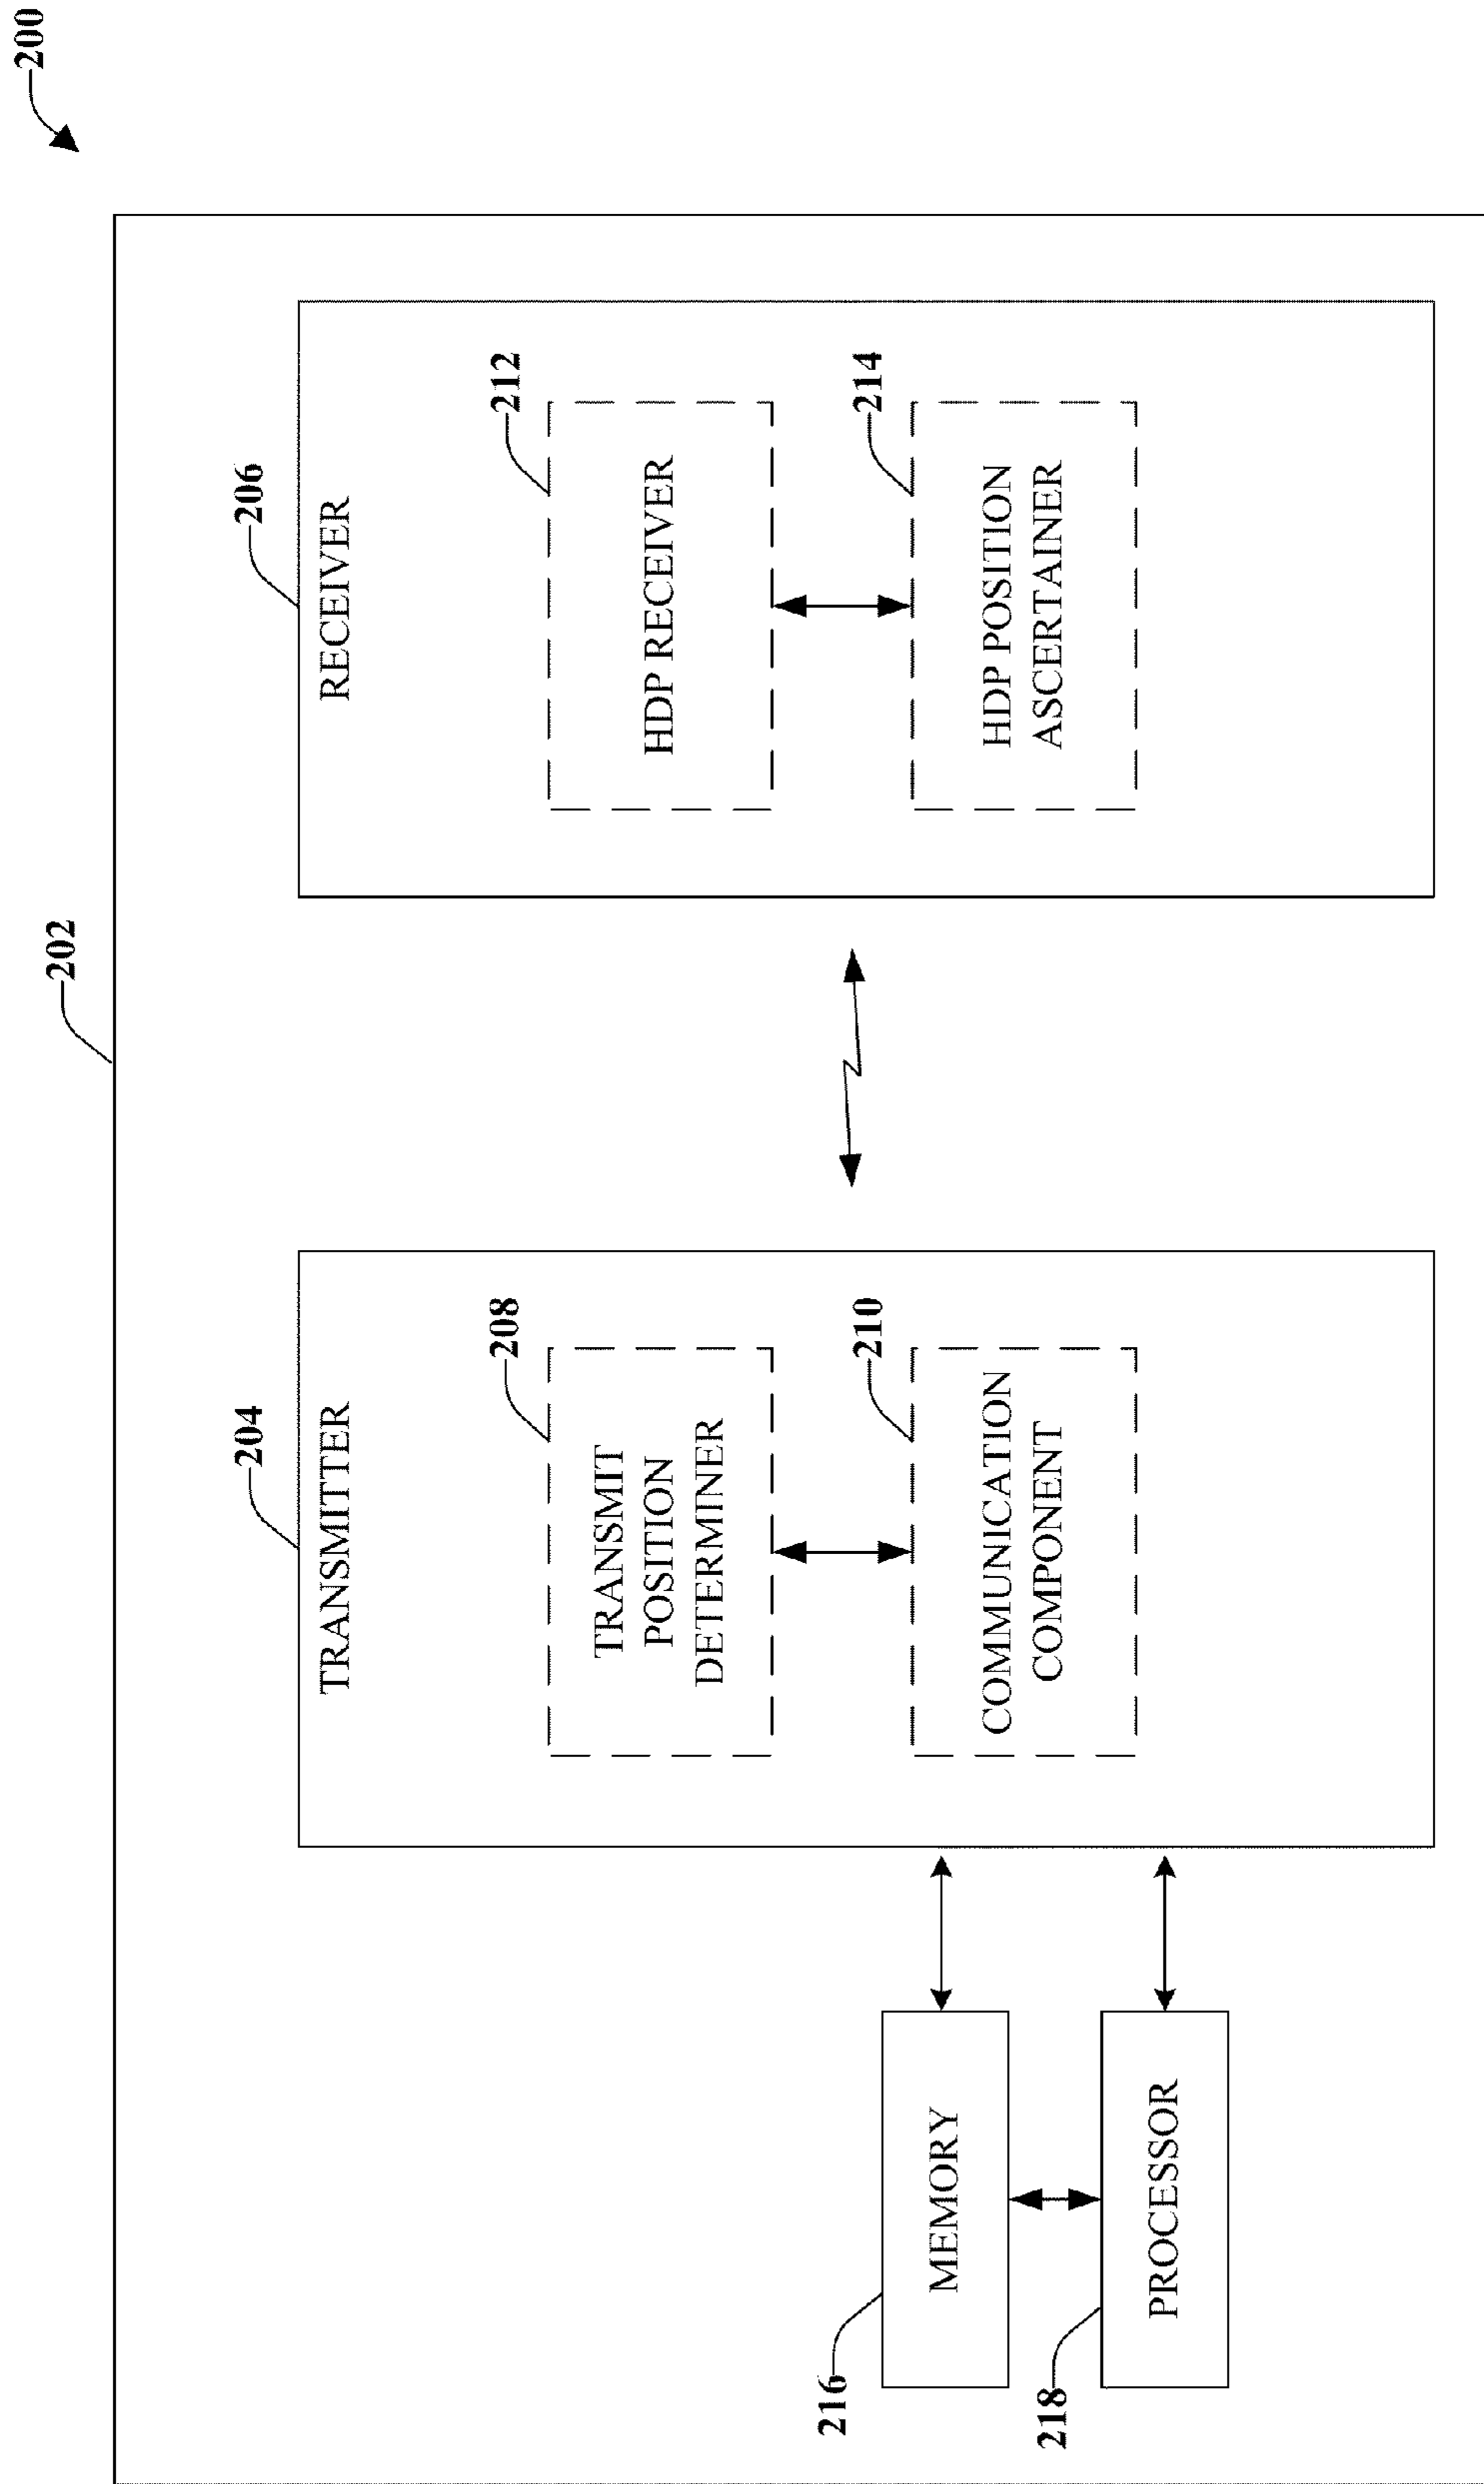 200
202
204
TRANSMITTER
208
TRANSMIT
POSITION
DETERMINER
210
COMMUNICATION
COMPONENT
206
RECEIVER
212
HDP RECEIVER
214
HDP POSITION
ASCERTAINER
216
MEMORY
218
PROCESSOR